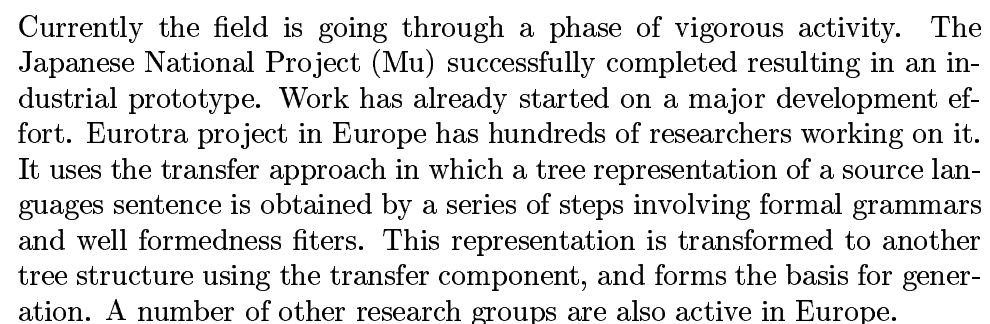 Currently the field is going through a phase of vigorous activity. The
Japanese National Project (Mu) successfully completed resulting in an in-
dustrial prototype. Work has already started on a major development ef-
fort. Eurotra project in Europe has hundreds of researchers working on it.
It uses the transfer approach in which a tree representation of a source lan-
guages sentence is obtained by a series of steps involving formal grammars
and well formedness fiters. This representation is transformed to another
tree structure using the transfer component, and forms the basis for gener-
ation. A number of other research groups are also active in Europe.